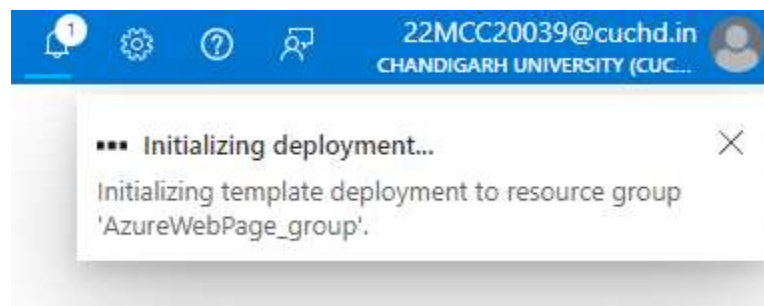 1
22MCC20039@cuchd.in
CHANDIGARH UNIVERSITY (CUC...
Initializing deployment...
Initializing template deployment to resource group
'AzureWebPage_group'.